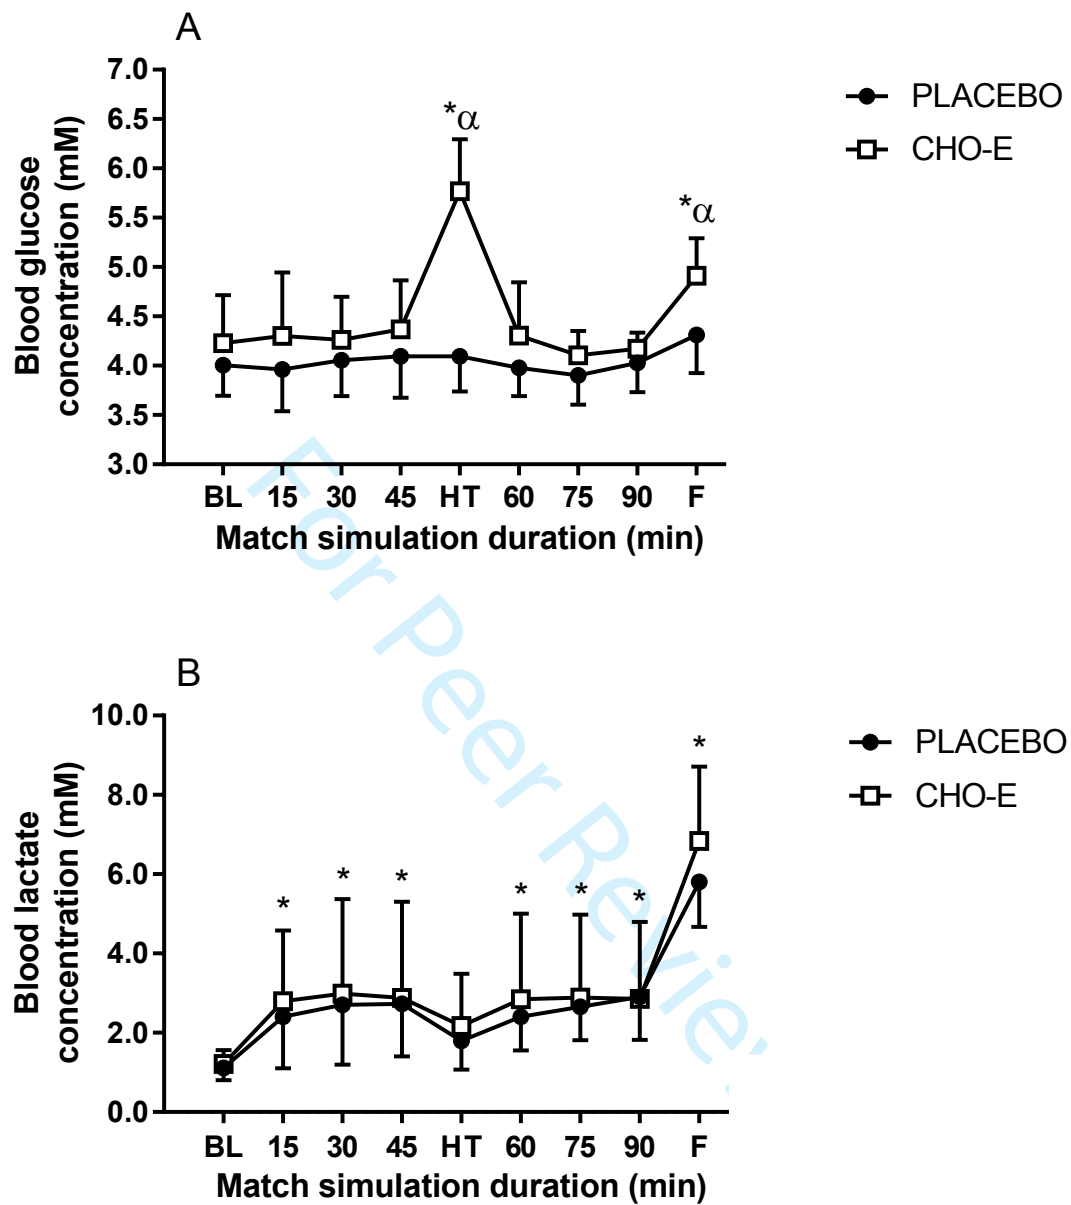 A
7.0
6.5
6.0
5.5
5.0
4.5
4.0
3.5
3.0
Blood glucose
concentration (mM)
*α
*α
PLACEBO
CHO-E
BL 15 30 45 HT 60 75 90 F
Match simulation duration (min)
For Peer Review
B
10.0
8.0
6.0
4.0
2.0
0.0
Blood lactate
concentration (mM)
* * * * * * *
PLACEBO
CHO-E
BL 15 30 45 HT 60 75 90 F
Match simulation duration (min)